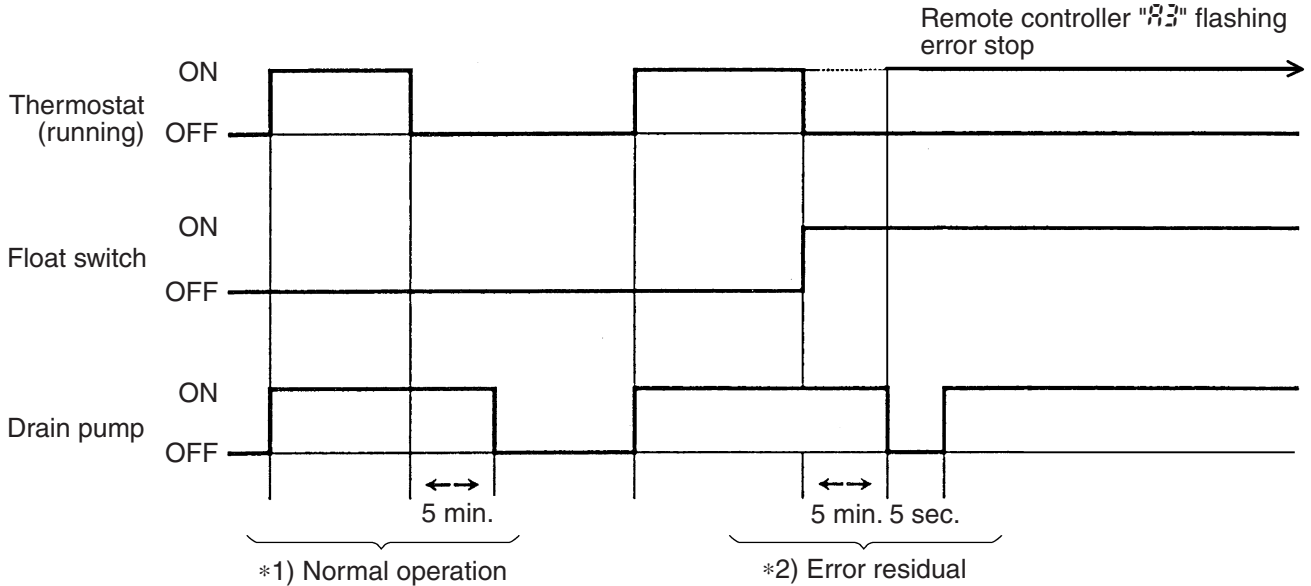 Remote controller "A3" flashing
error stop
ON
Thermostat
(running)
OFF
ON
Float switch
OFF
ON
Drain pump
OFF
5 min.
5 min. 5 sec.
*1) Normal operation
*2) Error residual